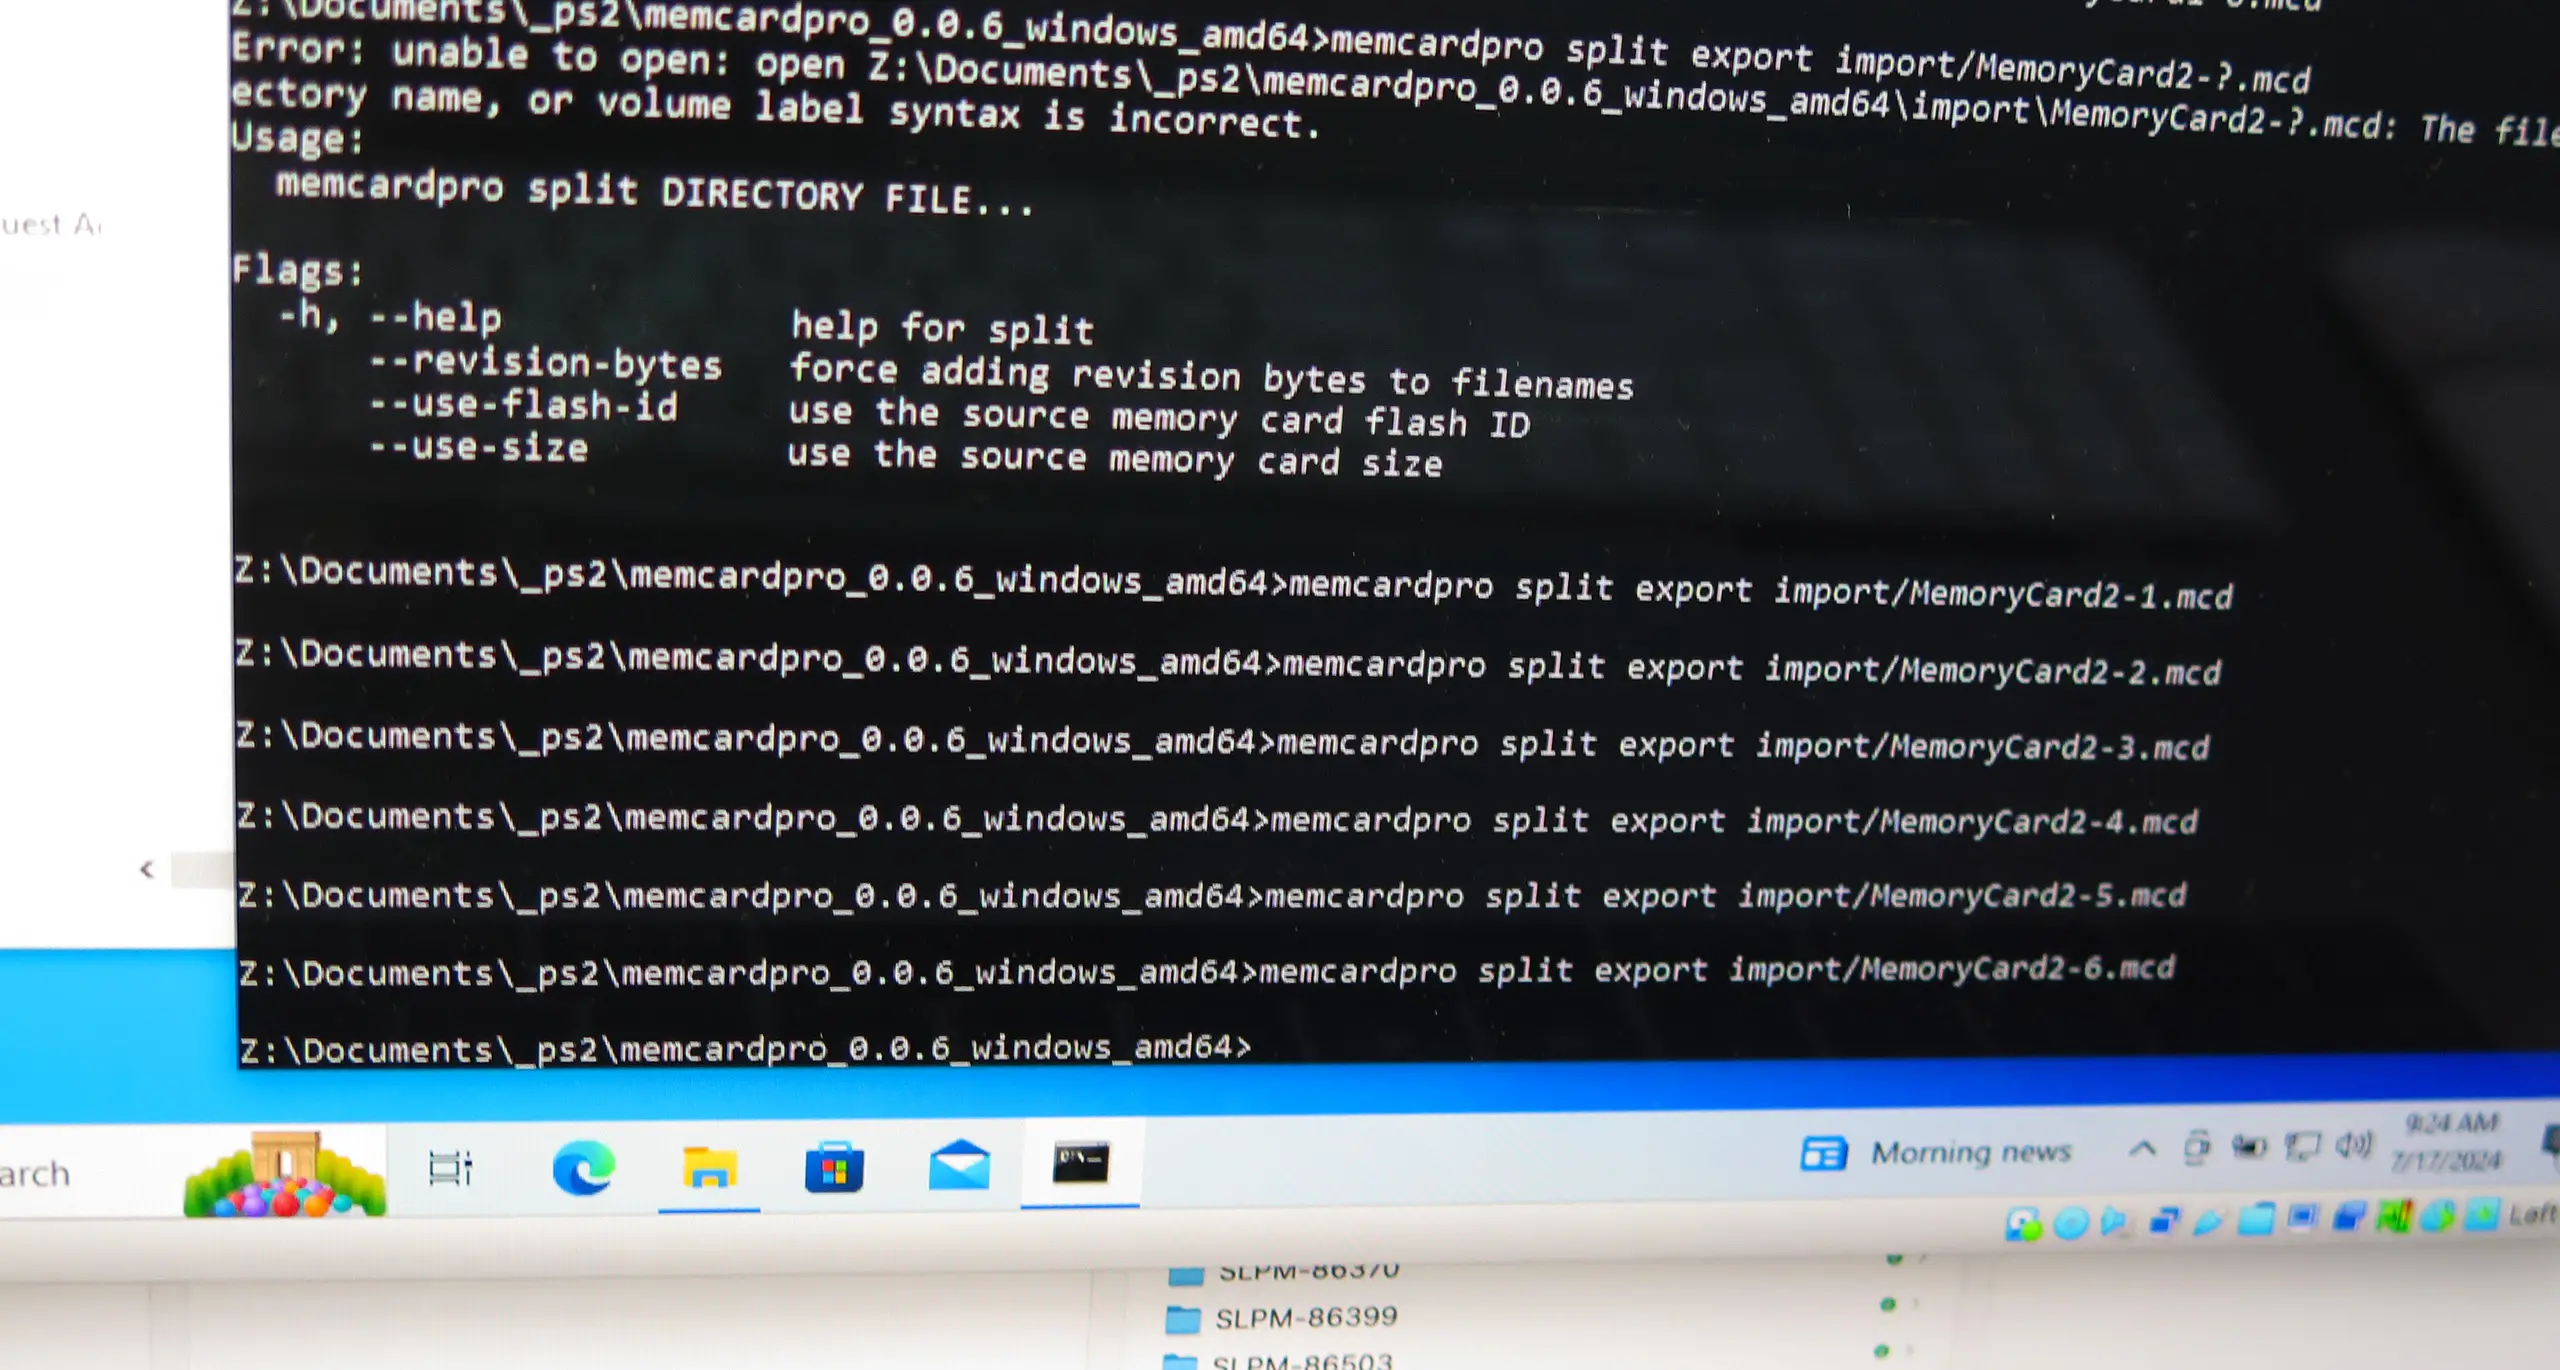 Z:\Documents\_ps2\memcardpro_0.0.6_windows_amd64>memcardpro split export import/MemoryCard2-?.mcd
Error: unable to open: open Z:\Documents\_ps2\memcardpro_0.0.6_windows_amd64\import\MemoryCard2-?.mcd: The file
ectory name, or volume label syntax is incorrect.
Usage:
memcardpro split DIRECTORY FILE...
Flags:
-h, --help help for split
--revision-bytes force adding revision bytes to filenames
--use-flash-id use the source memory card flash ID
--use-size use the source memory card size
Z:\Documents\_ps2\memcardpro_0.0.6_windows_amd64>memcardpro split export import/MemoryCard2-1.mcd
Z:\Documents\_ps2\memcardpro_0.0.6_windows_amd64>memcardpro split export import/MemoryCard2-2.mcd
Z:\Documents\_ps2\memcardpro_0.0.6_windows_amd64>memcardpro split export import/MemoryCard2-3.mcd
Z:\Documents\_ps2\memcardpro_0.0.6_windows_amd64>memcardpro split export import/MemoryCard2-4.mcd
Z:\Documents\_ps2\memcardpro_0.0.6_windows_amd64>memcardpro split export import/MemoryCard2-5.mcd
Z:\Documents\_ps2\memcardpro_0.0.6_windows_amd64>memcardpro split export import/MemoryCard2-6.mcd
Z:\Documents\_ps2\memcardpro_0.0.6_windows_amd64>
uest A
arch
Morning news
9:24 AM
7/17/2024
Left
SLPM-86370
SLPM-86399
SLPM-86503